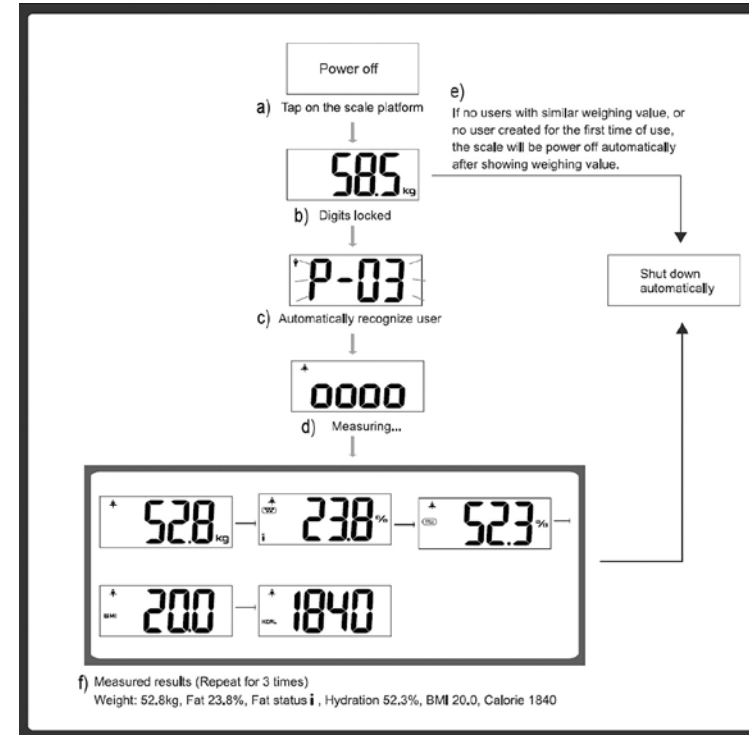 Power off
a) Tap on the scale platform
e)
If no users with similar weighing value, or
no user created for the first time of use,
the scale will be power off automatically
after showing weighing value.
58.5 kg
b) Digits locked
P-03
c) Automatically recognize user
Shut down
automatically
oooo
d) Measuring...
52.8 kg
23.8 %
52.3 %
BMI 20.0
KCAL 1840
f) Measured results (Repeat for 3 times)
Weight: 52.8kg, Fat 23.8%, Fat status i , Hydration 52.3%, BMI 20.0, Calorie 1840